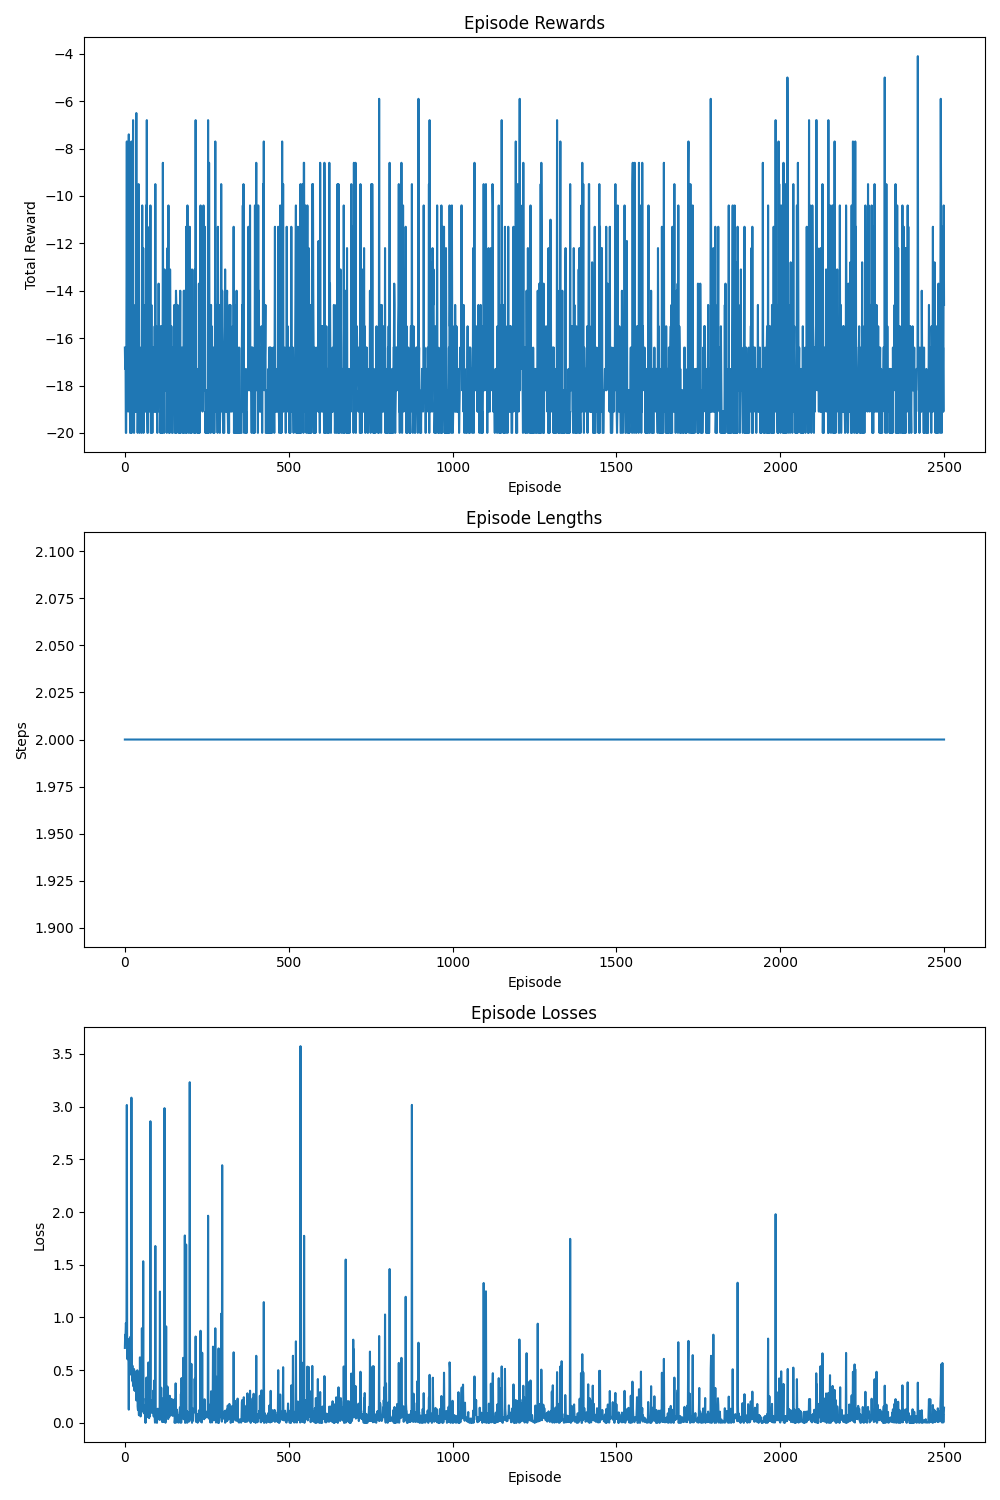 Episode Rewards
−4
−6
−8
−10
−12
−14
−16
−18
−20
Total Reward
0 500 1000 1500 2000 2500
Episode
Episode Lengths
2.100
2.075
2.050
2.025
2.000
1.975
1.950
1.925
1.900
Steps
0 500 1000 1500 2000 2500
Episode
Episode Losses
3.5
3.0
2.5
2.0
1.5
1.0
0.5
0.0
Loss
0 500 1000 1500 2000 2500
Episode